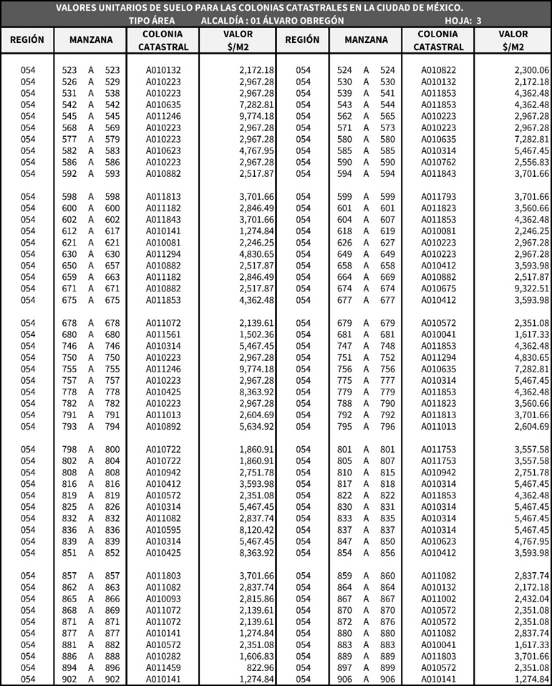 VALORES UNITARIOS DE SUELO PARA LAS COLONIAS CATASTRALES EN LA CIUDAD DE MÉXICO.
TIPO ÁREA ALCALDÍA : 01 ÁLVARO OBREGÓN HOJA: 3
REGIÓN MANZANA COLONIA CATASTRAL VALOR $/M2 REGIÓN MANZANA COLONIA CATASTRAL VALOR $/M2
054 523 A 523 A010132 2,172.18 054 524 A 524 A010822 2,300.06
054 526 A 529 A010223 2,967.28 054 530 A 530 A010132 2,172.18
054 531 A 538 A010223 2,967.28 054 539 A 541 A011853 4,362.48
054 542 A 542 A010635 7,282.81 054 543 A 544 A011853 4,362.48
054 545 A 545 A011246 9,774.18 054 562 A 565 A010223 2,967.28
054 568 A 569 A010223 2,967.28 054 571 A 573 A010223 2,967.28
054 577 A 579 A010223 2,967.28 054 580 A 580 A010635 7,282.81
054 582 A 583 A010623 4,767.95 054 585 A 585 A010314 5,467.45
054 586 A 586 A010223 2,967.28 054 590 A 590 A010762 2,556.83
054 592 A 592 A010882 2,517.87 054 594 A 594 A011843 3,701.66
054 598 A 598 A011813 3,701.66 054 599 A 599 A011793 3,701.66
054 600 A 600 A011182 2,846.49 054 601 A 601 A011823 3,560.66
054 602 A 602 A011843 3,701.66 054 604 A 607 A011853 4,362.48
054 612 A 617 A010141 1,274.84 054 618 A 619 A010081 2,246.25
054 621 A 621 A010081 2,246.25 054 626 A 627 A010223 2,967.28
054 630 A 630 A011294 4,830.65 054 649 A 649 A010223 2,967.28
054 650 A 657 A010882 2,517.87 054 658 A 658 A010412 3,593.98
054 659 A 663 A011182 2,846.49 054 664 A 669 A010882 2,517.87
054 671 A 671 A010882 2,517.87 054 674 A 674 A010675 9,322.51
054 675 A 675 A011853 4,362.48 054 677 A 677 A010412 3,593.98
054 678 A 678 A011072 2,139.61 054 679 A 679 A010572 2,351.08
054 680 A 680 A011561 1,502.36 054 681 A 681 A010041 1,617.33
054 746 A 746 A010314 5,467.45 054 747 A 748 A011853 4,362.48
054 750 A 750 A010223 2,967.28 054 751 A 752 A011294 4,830.65
054 755 A 755 A011246 9,774.18 054 756 A 756 A010635 7,282.81
054 757 A 757 A010223 2,967.28 054 775 A 777 A010314 5,467.45
054 778 A 778 A010425 8,363.92 054 779 A 779 A011853 4,362.48
054 782 A 782 A010223 2,967.28 054 788 A 790 A011823 3,560.66
054 791 A 791 A011013 2,604.69 054 792 A 792 A011813 3,701.66
054 793 A 794 A010892 5,634.92 054 795 A 796 A011013 2,604.69
054 798 A 800 A010722 1,860.91 054 801 A 801 A011753 3,557.58
054 802 A 804 A010722 1,860.91 054 805 A 807 A011753 3,557.58
054 808 A 808 A010942 2,751.78 054 810 A 815 A010942 2,751.78
054 816 A 816 A010412 3,593.98 054 817 A 818 A010314 5,467.45
054 819 A 819 A010572 2,351.08 054 822 A 822 A011853 4,362.48
054 825 A 826 A010314 5,467.45 054 830 A 831 A010314 5,467.45
054 832 A 832 A011082 2,837.74 054 833 A 835 A010314 5,467.45
054 836 A 836 A010595 8,120.42 054 837 A 837 A010314 5,467.45
054 839 A 839 A010314 5,467.45 054 847 A 850 A010623 4,767.95
054 851 A 852 A010425 8,363.92 054 854 A 856 A010412 3,593.98
054 857 A 857 A011803 3,701.66 054 859 A 860 A011082 2,837.74
054 862 A 863 A011082 2,837.74 054 864 A 864 A010132 2,172.18
054 865 A 866 A010093 2,815.86 054 867 A 867 A011002 2,432.04
054 868 A 869 A011072 2,139.61 054 870 A 870 A010572 2,351.08
054 871 A 871 A011072 2,139.61 054 872 A 876 A010572 2,351.08
054 877 A 877 A010141 1,274.84 054 880 A 880 A011082 2,837.74
054 881 A 882 A010572 2,351.08 054 883 A 883 A010041 1,617.33
054 886 A 888 A010282 1,606.83 054 889 A 889 A011803 3,701.66
054 894 A 896 A011459 822.96 054 897 A 899 A010572 2,351.08
054 902 A 902 A010141 1,274.84 054 906 A 906 A010141 1,274.84